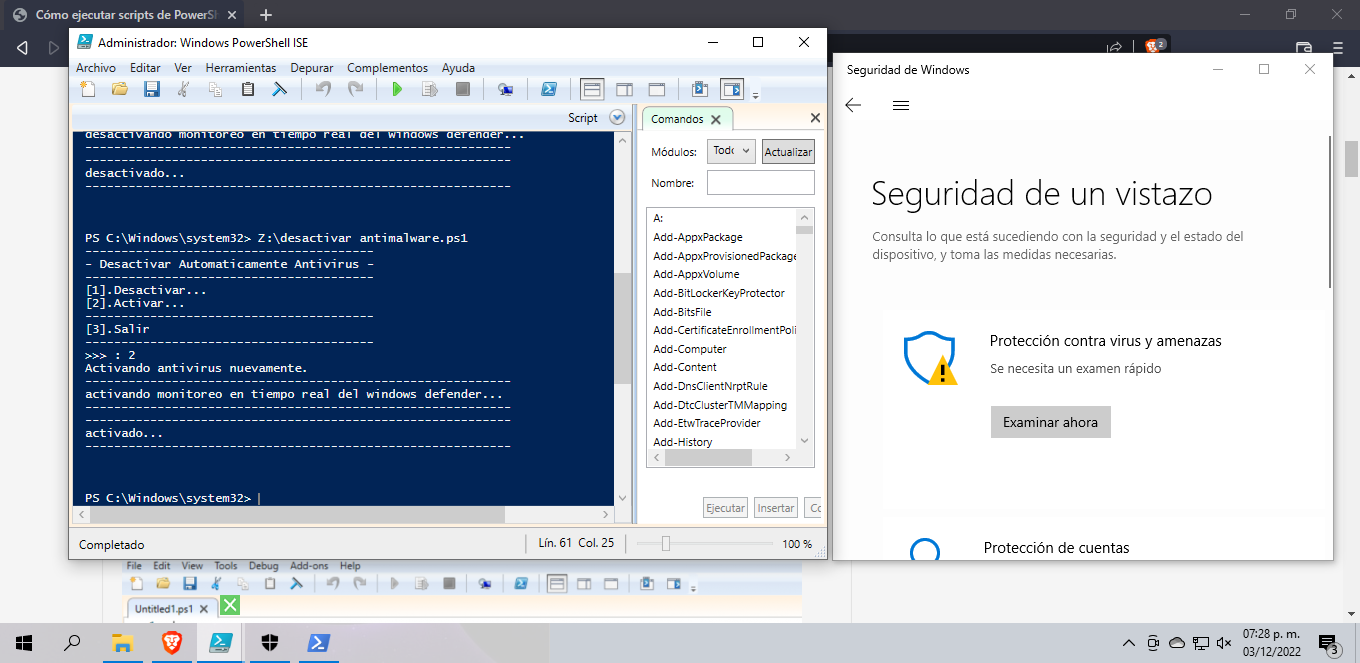 Cómo ejecutar scripts de PowerSh
2
Administrador: Windows PowerShell ISE
Archivo Editar Ver Herramientas Depurar Complementos Ayuda
Script
desactivando monitoreo en tiempo real del windows defender...
------------------------------------------------------------
------------------------------------------------------------
desactivado...
------------------------------------------------------------
PS C:\Windows\system32> Z:\desactivar antimalware.ps1
-----------------------------------------
- Desactivar Automaticamente Antivirus -
-----------------------------------------
[1].Desactivar...
[2].Activar...
-----------------------------------------
[3].Salir
-----------------------------------------
>>> : 2
Activando antivirus nuevamente.
------------------------------------------------------------
activando monitoreo en tiempo real del windows defender...
------------------------------------------------------------
------------------------------------------------------------
activado...
------------------------------------------------------------
PS C:\Windows\system32>
Comandos
Módulos: Todo Actualizar
Nombre:
A:
Add-AppxPackage
Add-AppxProvisionedPackage
Add-AppxVolume
Add-BitLockerKeyProtector
Add-BitsFile
Add-CertificateEnrollmentPoli
Add-Computer
Add-Content
Add-DnsClientNrptRule
Add-DtcClusterTMMapping
Add-EtwTraceProvider
Add-History
Ejecutar Insertar Co
Completado
Lín. 61 Col. 25
100 %
Seguridad de Windows
Seguridad de un vistazo
Consulta lo que está sucediendo con la seguridad y el estado del
dispositivo, y toma las medidas necesarias.
Protección contra virus y amenazas
Se necesita un examen rápido
Examinar ahora
Protección de cuentas
File Edit View Tools Debug Add-ons Help
Untitled1.ps1
07:28 p. m.
03/12/2022
3